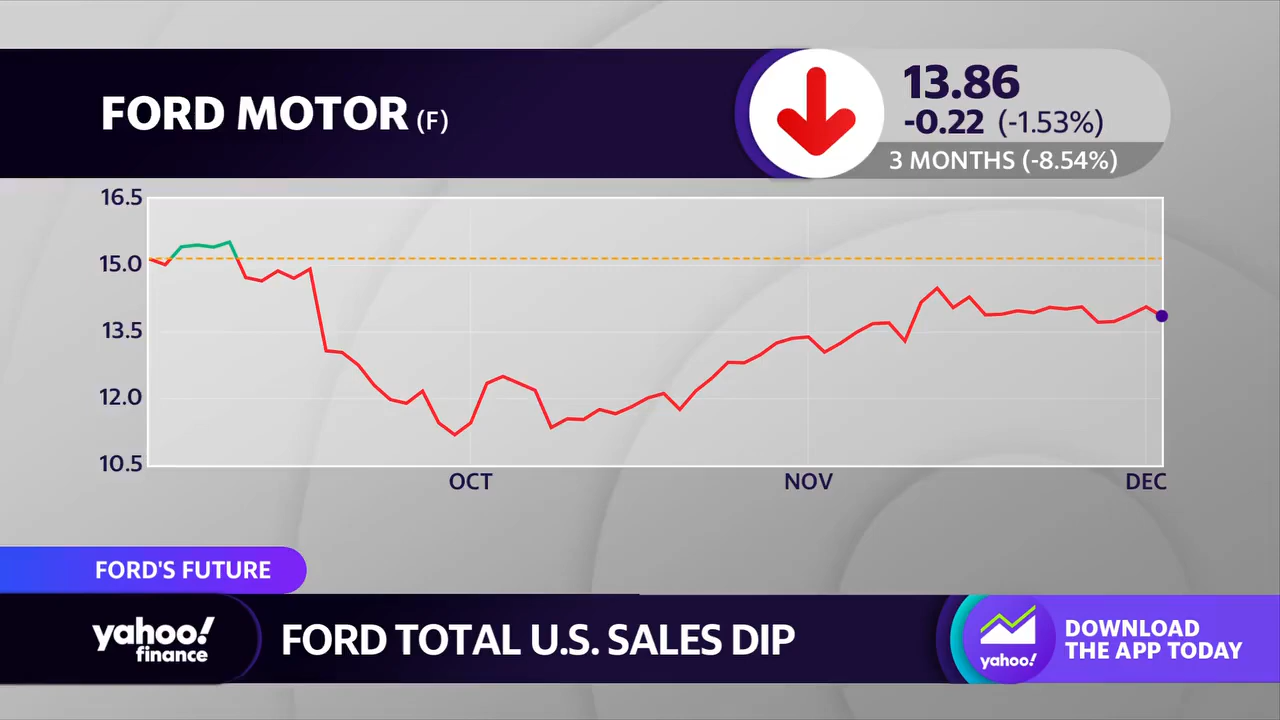 FORD MOTOR (F)
13.86
-0.22 (-1.53%)
3 MONTHS (-8.54%)
16.5
15.0
13.5
12.0
10.5
OCT NOV DEC
FORD'S FUTURE
yahoo!
finance
FORD TOTAL U.S. SALES DIP
yahoo!
DOWNLOAD
THE APP TODAY